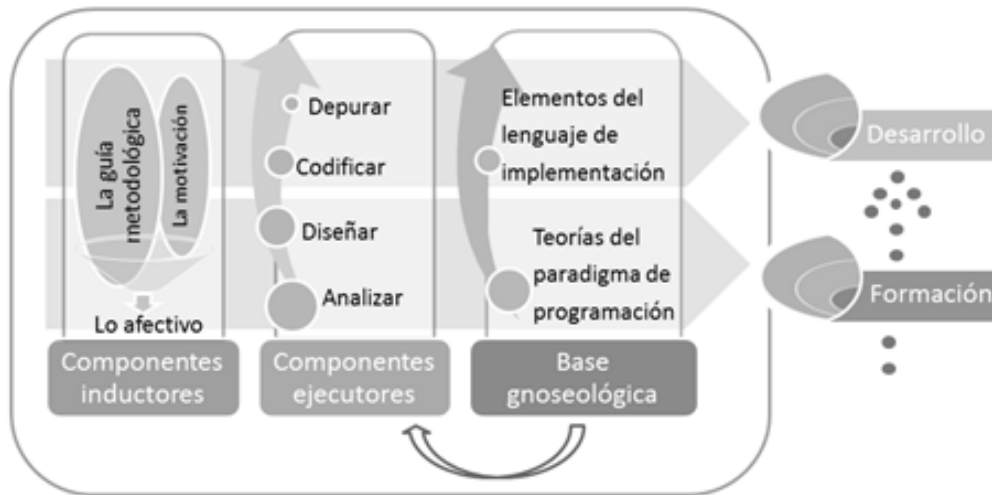 La guía
metodológica
La motivación
Lo afectivo
Componentes
inductores
Depurar
Codificar
Diseñar
Analizar
Componentes
ejecutores
Elementos del
lenguaje de
implementación
Teorías del
paradigma de
programación
Base
gnoseológica
Desarrollo
Formación